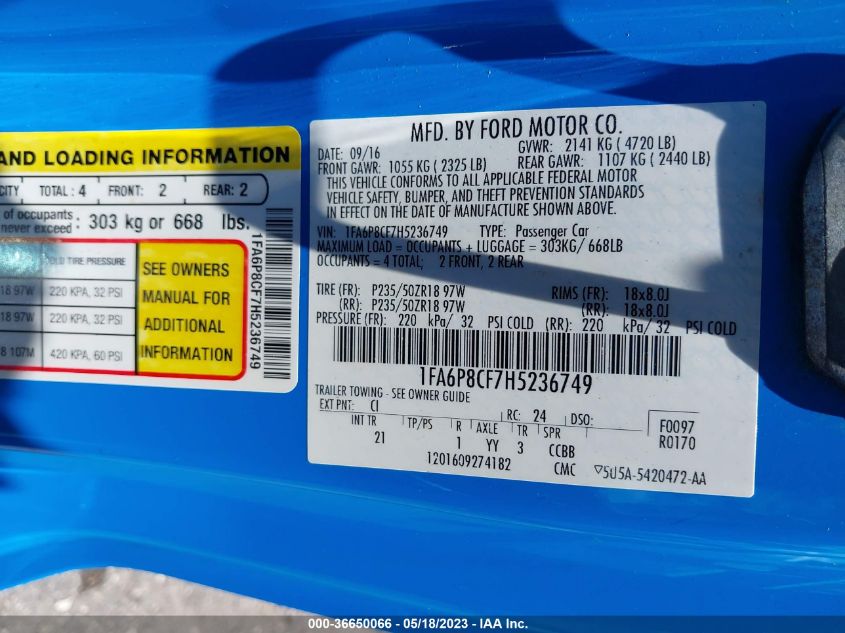 AND LOADING INFORMATION
CITY TOTAL : 4 FRONT: 2 REAR: 2
of occupants
never exceed : 303 kg or 668 lbs.
COLD TIRE PRESSURE
18 97W 220 KPA, 32 PSI
18 97W 220 KPA, 32 PSI
8 107M 420 KPA, 60 PSI
SEE OWNERS
MANUAL FOR
ADDITIONAL
INFORMATION
1FA6P8CF7H5236749
MFD. BY FORD MOTOR CO.
DATE: 09/16 GVWR: 2141 KG ( 4720 LB)
FRONT GAWR: 1055 KG ( 2325 LB) REAR GAWR: 1107 KG ( 2440 LB)
THIS VEHICLE CONFORMS TO ALL APPLICABLE FEDERAL MOTOR
VEHICLE SAFETY, BUMPER, AND THEFT PREVENTION STANDARDS
IN EFFECT ON THE DATE OF MANUFACTURE SHOWN ABOVE.
VIN: 1FA6P8CF7H5236749 TYPE: Passenger Car
MAXIMUM LOAD = OCCUPANTS + LUGGAGE = 303KG/ 668LB
OCCUPANTS = 4 TOTAL; 2 FRONT, 2 REAR
TIRE (FR): P235/50ZR18 97W RIMS (FR): 18x8.0J
(RR): P235/50ZR18 97W (RR): 18x8.0J
PRESSURE (FR): 220 kPa/ 32 PSI COLD (RR): 220 kPa/ 32 PSI COLD
1FA6P8CF7H5236749
TRAILER TOWING - SEE OWNER GUIDE
EXT PNT: CI RC: 24 DSO: F0097
INT TR TP/PS R AXLE TR SPR R0170
21 1 YY 3 CCBB
1201609274182 CMC ▽5U5A-5420472-AA
000-36650066 - 05/18/2023 - IAA Inc.